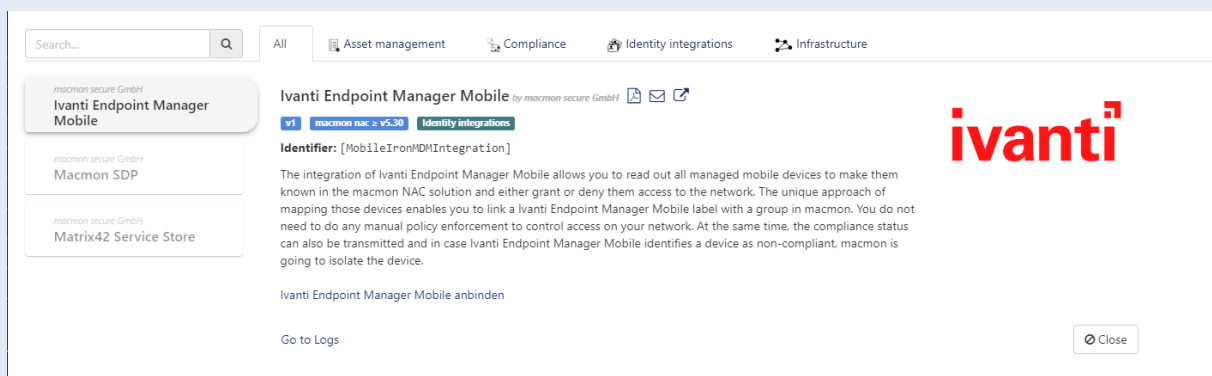 Search...
All
Asset management
Compliance
Identity integrations
Infrastructure
macmon secure GmbH
Ivanti Endpoint Manager
Mobile
macmon secure GmbH
Macmon SDP
macmon secure GmbH
Matrix42 Service Store
Ivanti Endpoint Manager Mobile by macmon secure GmbH
v1 macmon nac ≥ v5.30 Identity integrations
Identifier: [MobileIronMDMIntegration]
The integration of Ivanti Endpoint Manager Mobile allows you to read out all managed mobile devices to make them
known in the macmon NAC solution and either grant or deny them access to the network. The unique approach of
mapping those devices enables you to link a Ivanti Endpoint Manager Mobile label with a group in macmon. You do not
need to do any manual policy enforcement to control access on your network. At the same time, the compliance status
can also be transmitted and in case Ivanti Endpoint Manager Mobile identifies a device as non-compliant, macmon is
going to isolate the device.
Ivanti Endpoint Manager Mobile anbinden
Go to Logs
ivanti
Close